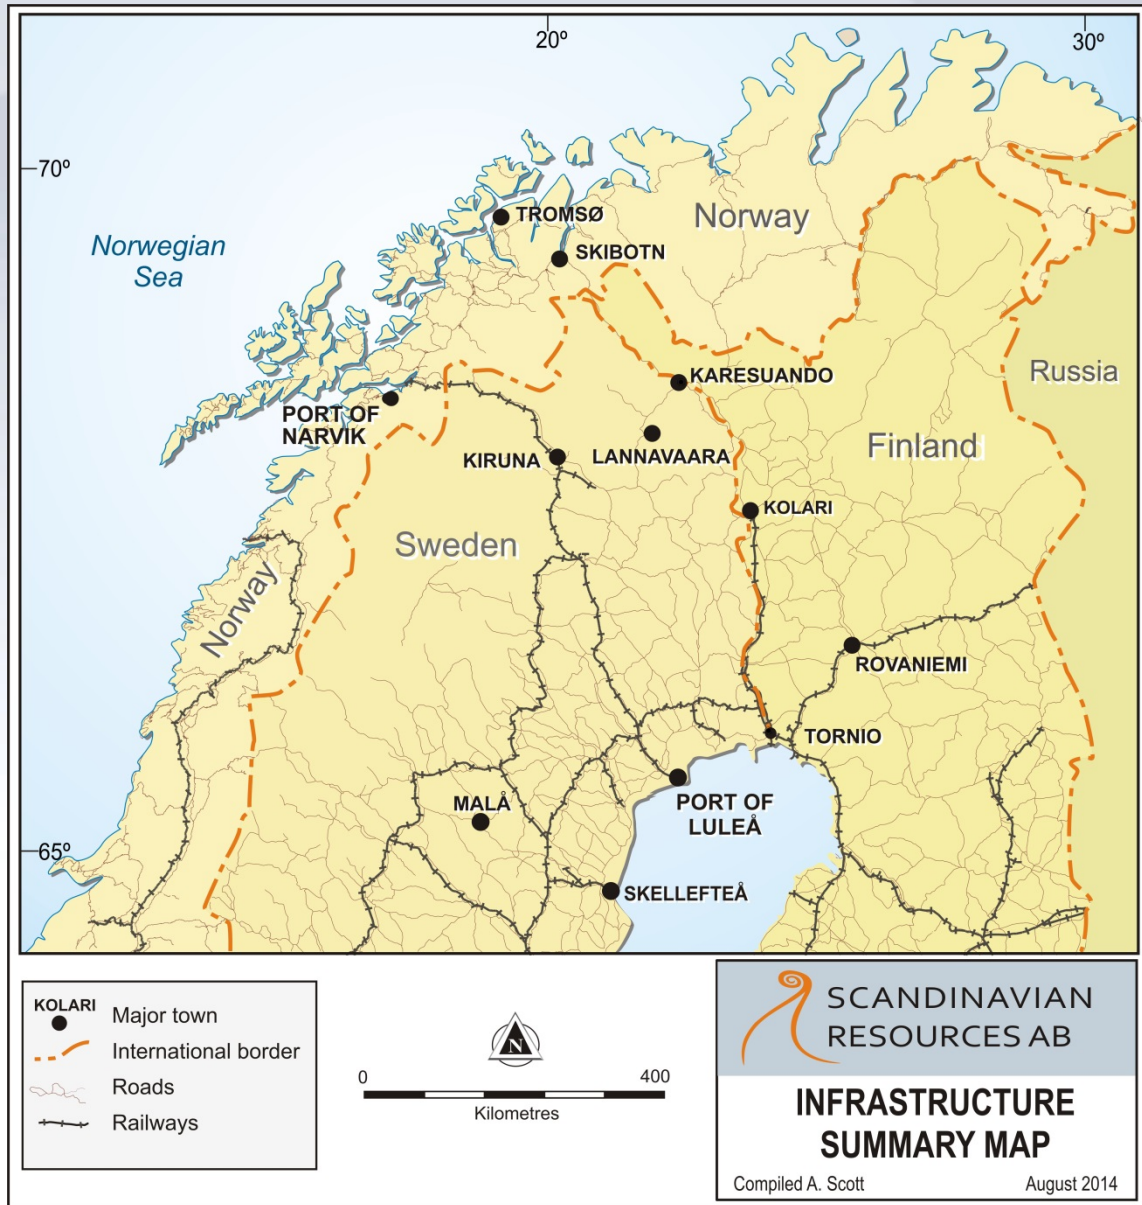 20º
30º
70º
Norwegian
Sea
TROMSØ
Norway
SKIBOTN
KARESUANDO
Russia
PORT OF
NARVIK
KIRUNA
LANNAVAARA
Finland
KOLARI
Sweden
Norway
ROVANIEMI
TORNIO
MALÅ
PORT OF
LULEÅ
65º
SKELLEFTEÅ
KOLARI
Major town
International border
Roads
Railways
N
0
400
Kilometres
SCANDINAVIAN
RESOURCES AB
INFRASTRUCTURE
SUMMARY MAP
Compiled A. Scott
August 2014